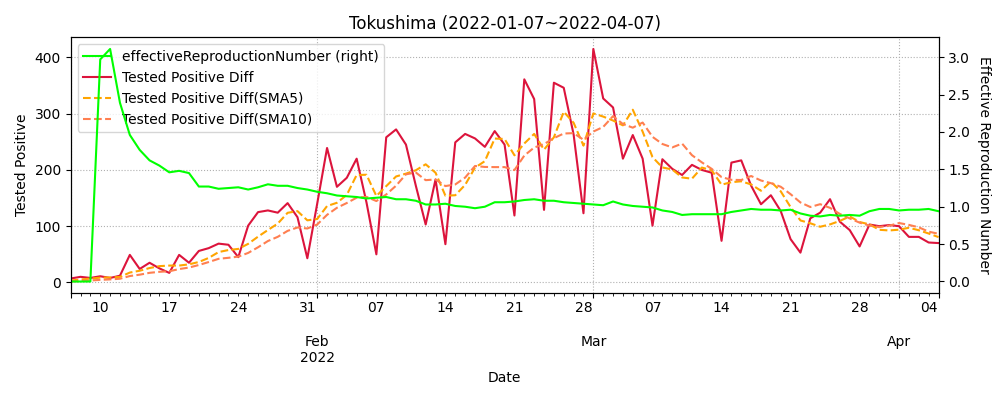 Tokushima (2022-01-07~2022-04-07)
effectiveReproductionNumber (right)
Tested Positive Diff
Tested Positive Diff(SMA5)
Tested Positive Diff(SMA10)
Tested Positive
400
300
200
100
0
3.0
2.5
2.0
1.5
1.0
0.5
0.0
Effective Reproduction Number
10 17 24 31 07 14 21 28 07 14 21 28 04
Feb Mar Apr
2022
Date